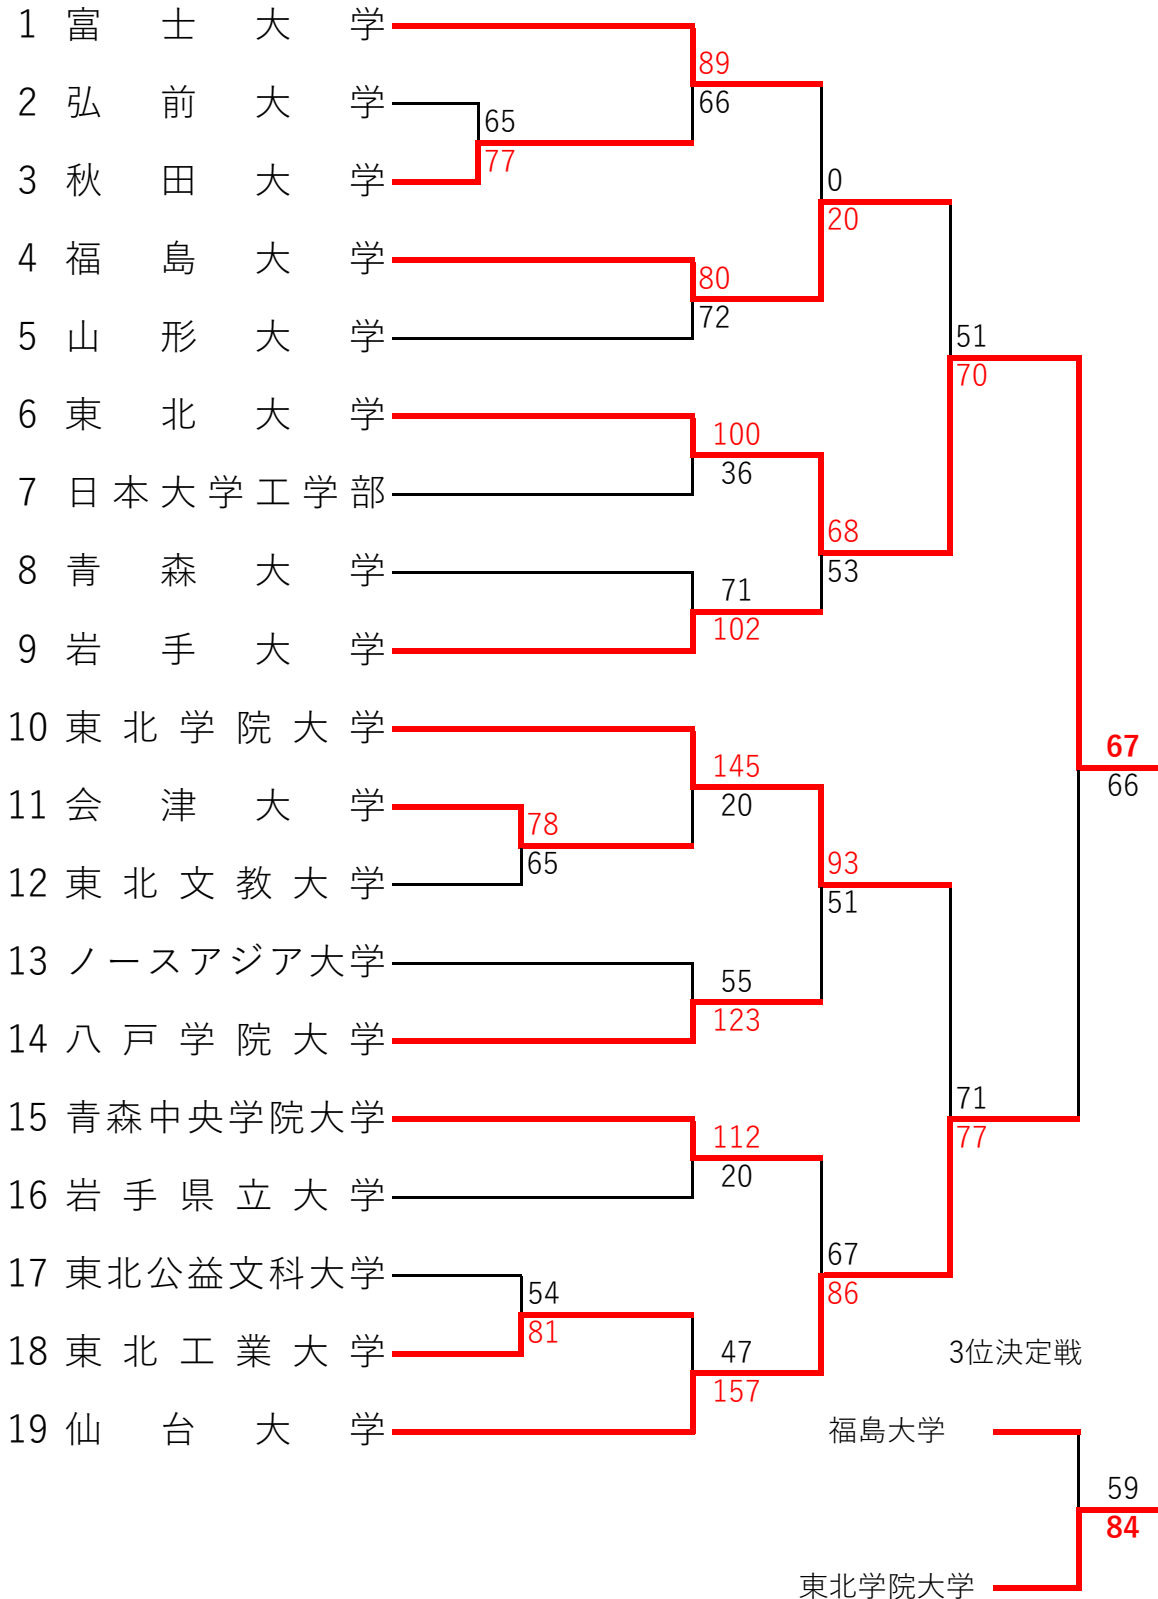 1 富士大学
89
2 弘前大学
66
65
3 秋田大学
77
0
20
4 福島大学
80
5 山形大学
72
51
70
6 東北大学
100
7 日本大学工学部
36
68
8 青森大学
53
71
9 岩手大学
102
10 東北学院大学
67
145
66
11 会津大学
20
78
12 東北文教大学
65
93
51
13 ノースアジア大学
55
14 八戸学院大学
123
15 青森中央学院大学
71
112
77
16 岩手県立大学
20
17 東北公益文科大学
67
54
86
18 東北工業大学
81
47
3位決定戦
157
19 仙台大学
福島大学
59
84
東北学院大学